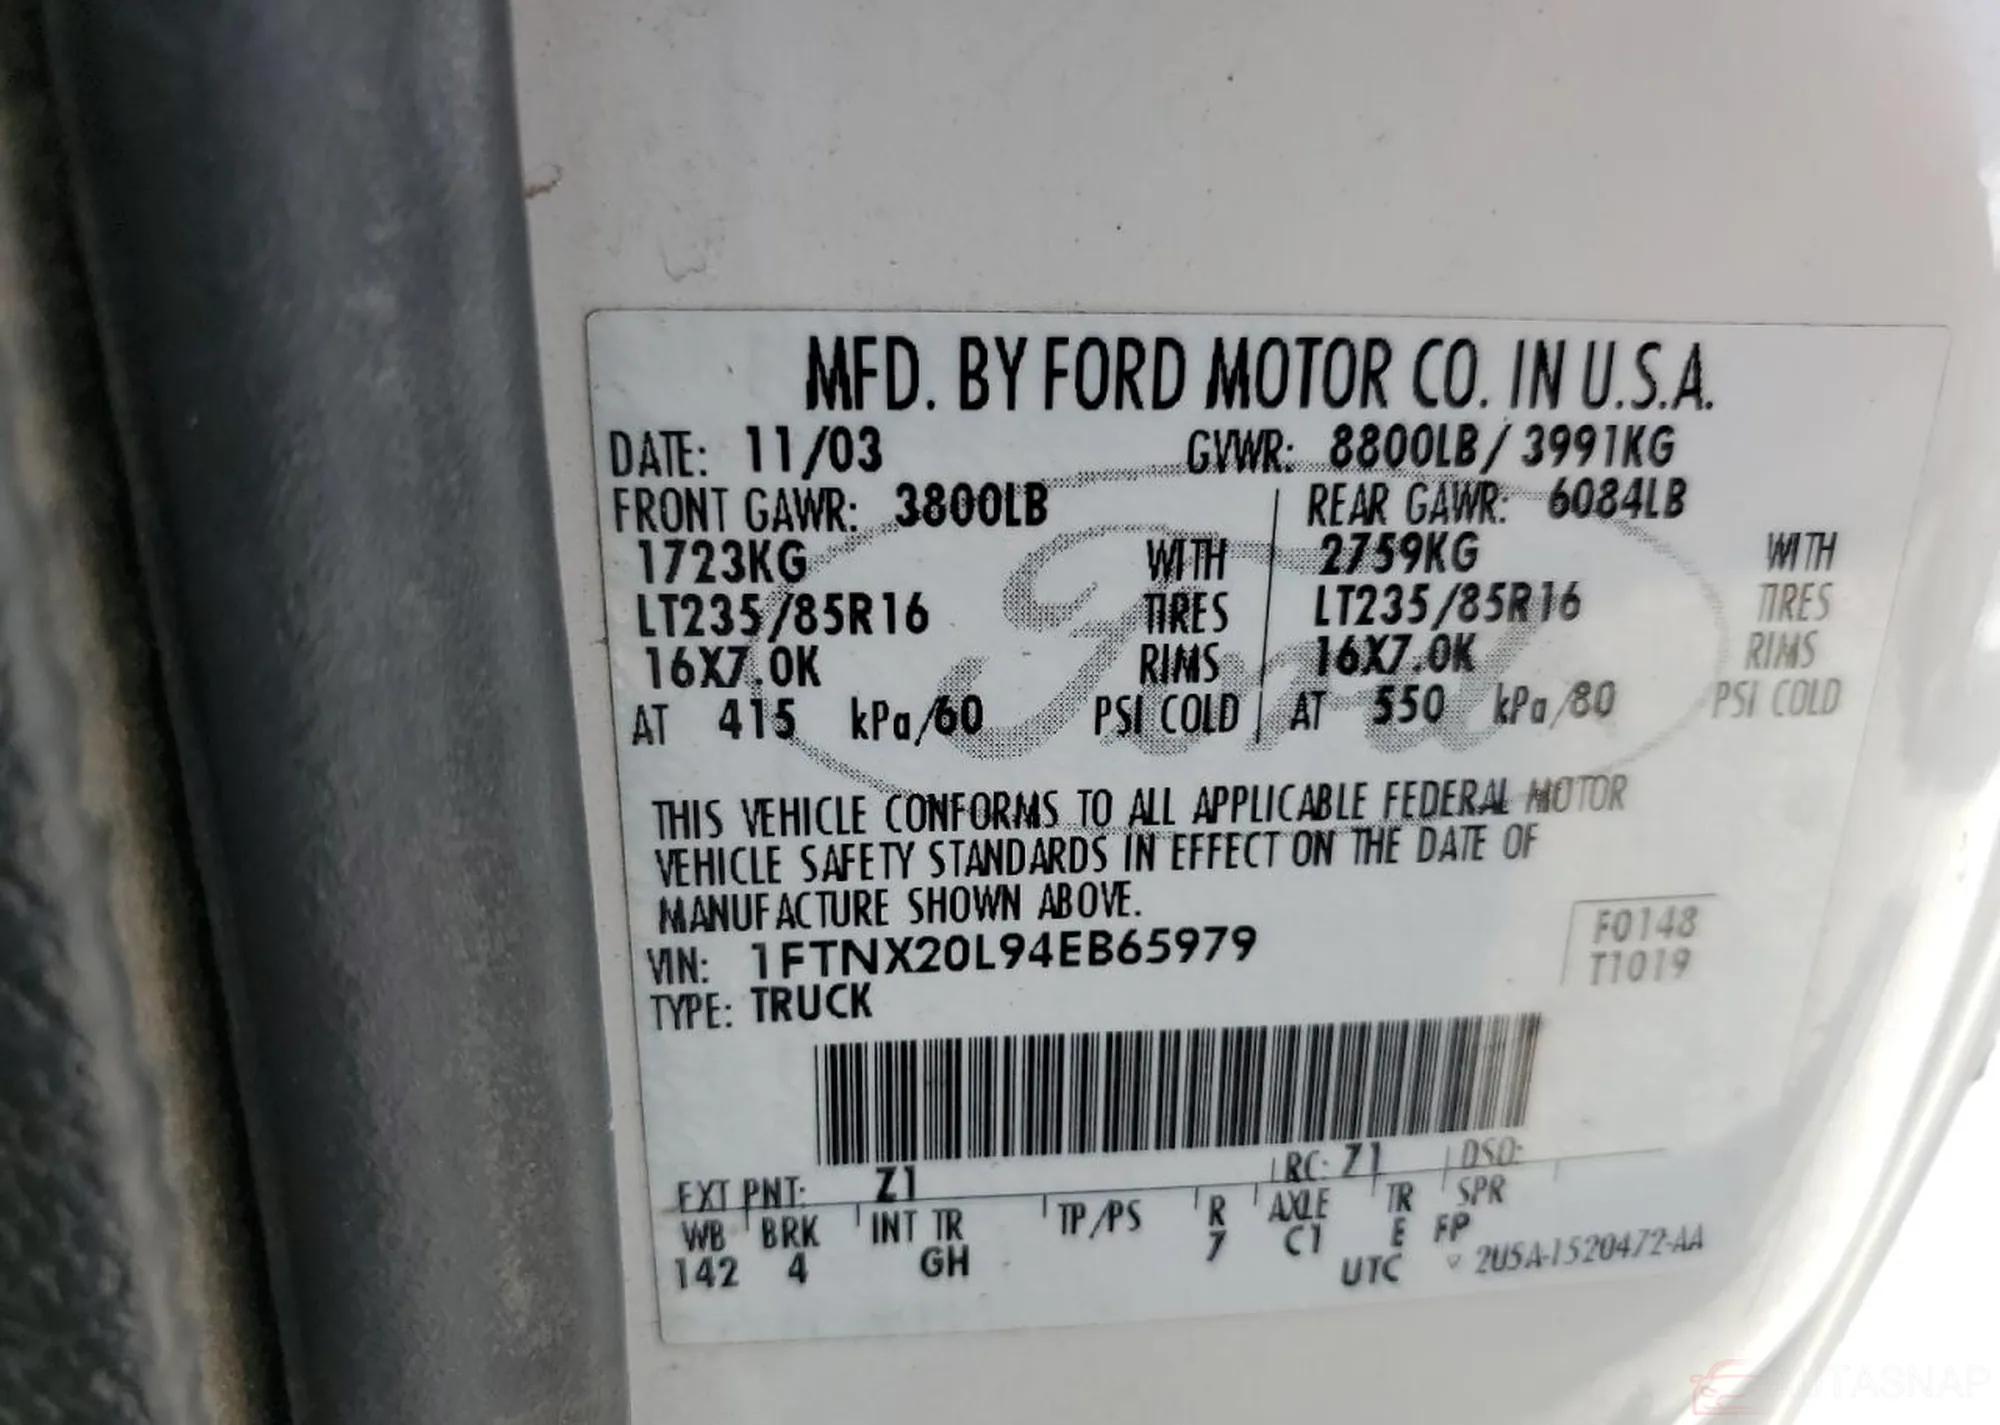 MFD. BY FORD MOTOR CO. IN U.S.A.
DATE: 11/03 GVWR: 8800LB/3991KG
FRONT GAWR: 3800LB REAR GAWR: 6084LB
1723KG WITH 2759KG WITH
LT235/85R16 TIRES LT235/85R16 TIRES
16X7.0K RIMS 16X7.0K RIMS
AT 415 kPa/60 PSI COLD AT 550 kPa/80 PSI COLD
Ford
THIS VEHICLE CONFORMS TO ALL APPLICABLE FEDERAL MOTOR
VEHICLE SAFETY STANDARDS IN EFFECT ON THE DATE OF
MANUFACTURE SHOWN ABOVE.
VIN: 1FTNX20L94EB65979 F0148
TYPE: TRUCK T1019
EXT PNT: Z1 RC: Z1 DSO:
WB BRK INT TR TP/PS R AXLE TR SPR
142 4 GH 7 C1 E FP
UTC ▽ 2U5A-1520472-AA